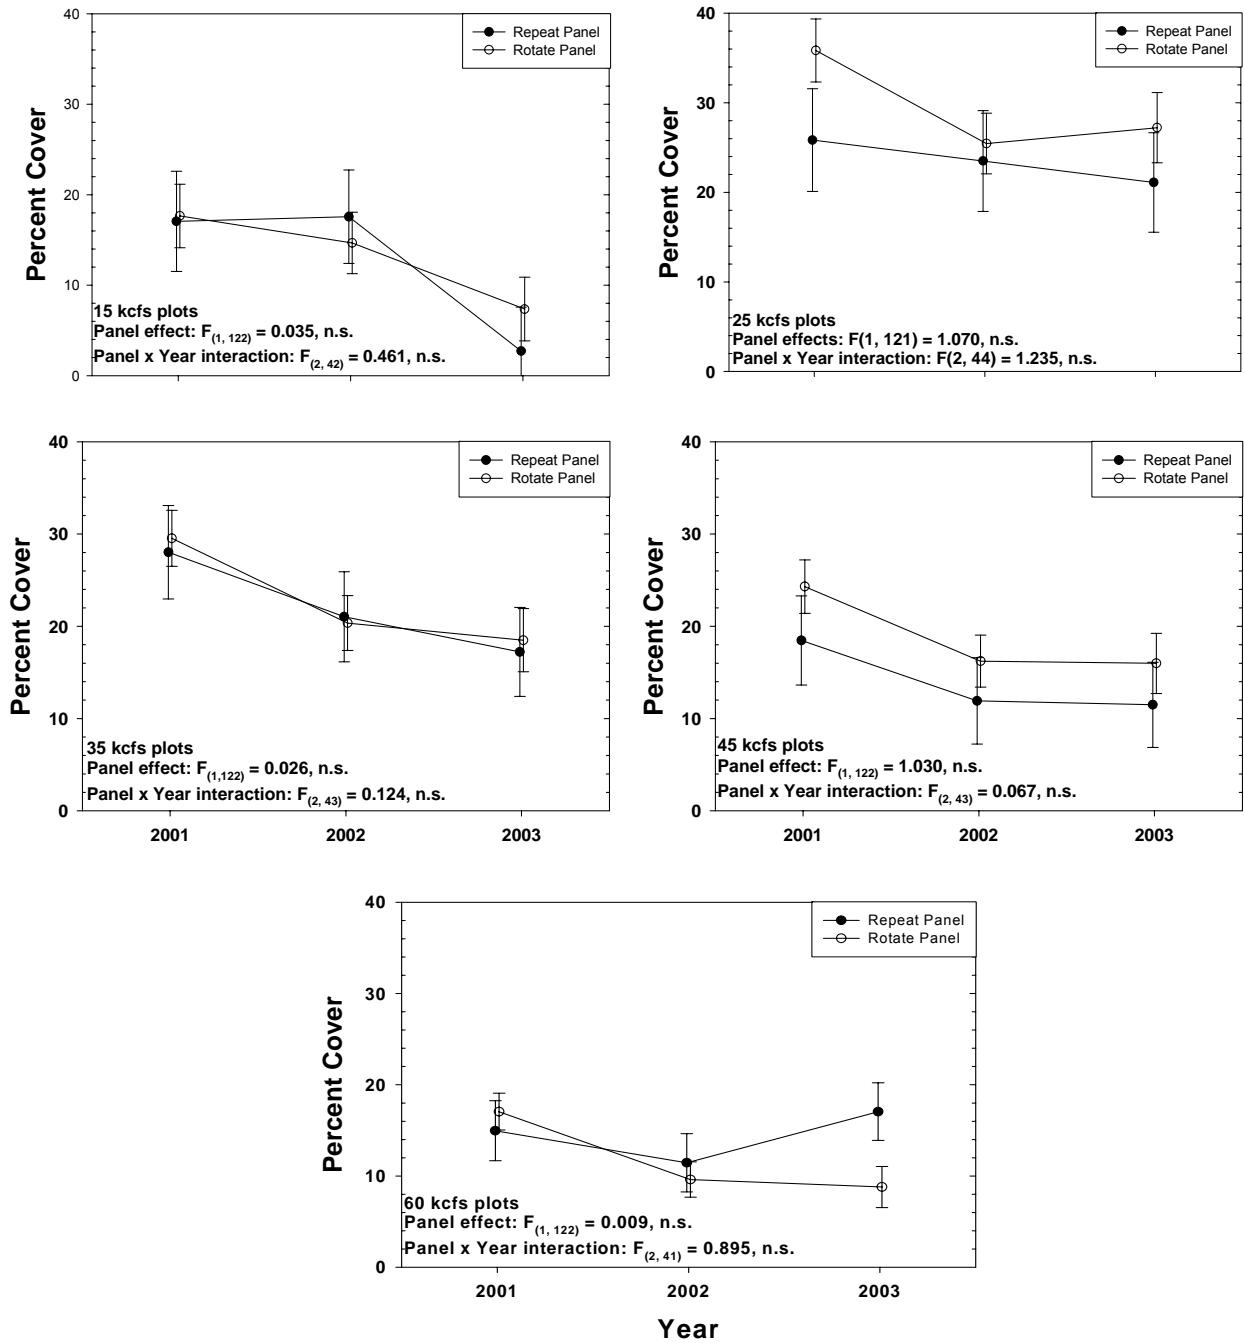 40
30
20
10
0
Percent Cover
Repeat Panel
Rotate Panel
15 kcfs plots
Panel effect: F(1, 122) = 0.035, n.s.
Panel x Year interaction: F(2, 42) = 0.461, n.s.
40
30
20
10
0
Percent Cover
Repeat Panel
Rotate Panel
25 kcfs plots
Panel effects: F(1, 121) = 1.070, n.s.
Panel x Year interaction: F(2, 44) = 1.235, n.s.
40
30
20
10
0
Percent Cover
Repeat Panel
Rotate Panel
35 kcfs plots
Panel effect: F(1,122) = 0.026, n.s.
Panel x Year interaction: F(2, 43) = 0.124, n.s.
2001 2002 2003
40
30
20
10
0
Percent Cover
Repeat Panel
Rotate Panel
45 kcfs plots
Panel effect: F(1, 122) = 1.030, n.s.
Panel x Year interaction: F(2, 43) = 0.067, n.s.
2001 2002 2003
40
30
20
10
0
Percent Cover
Repeat Panel
Rotate Panel
60 kcfs plots
Panel effect: F(1, 122) = 0.009, n.s.
Panel x Year interaction: F(2, 41) = 0.895, n.s.
2001 2002 2003
Year